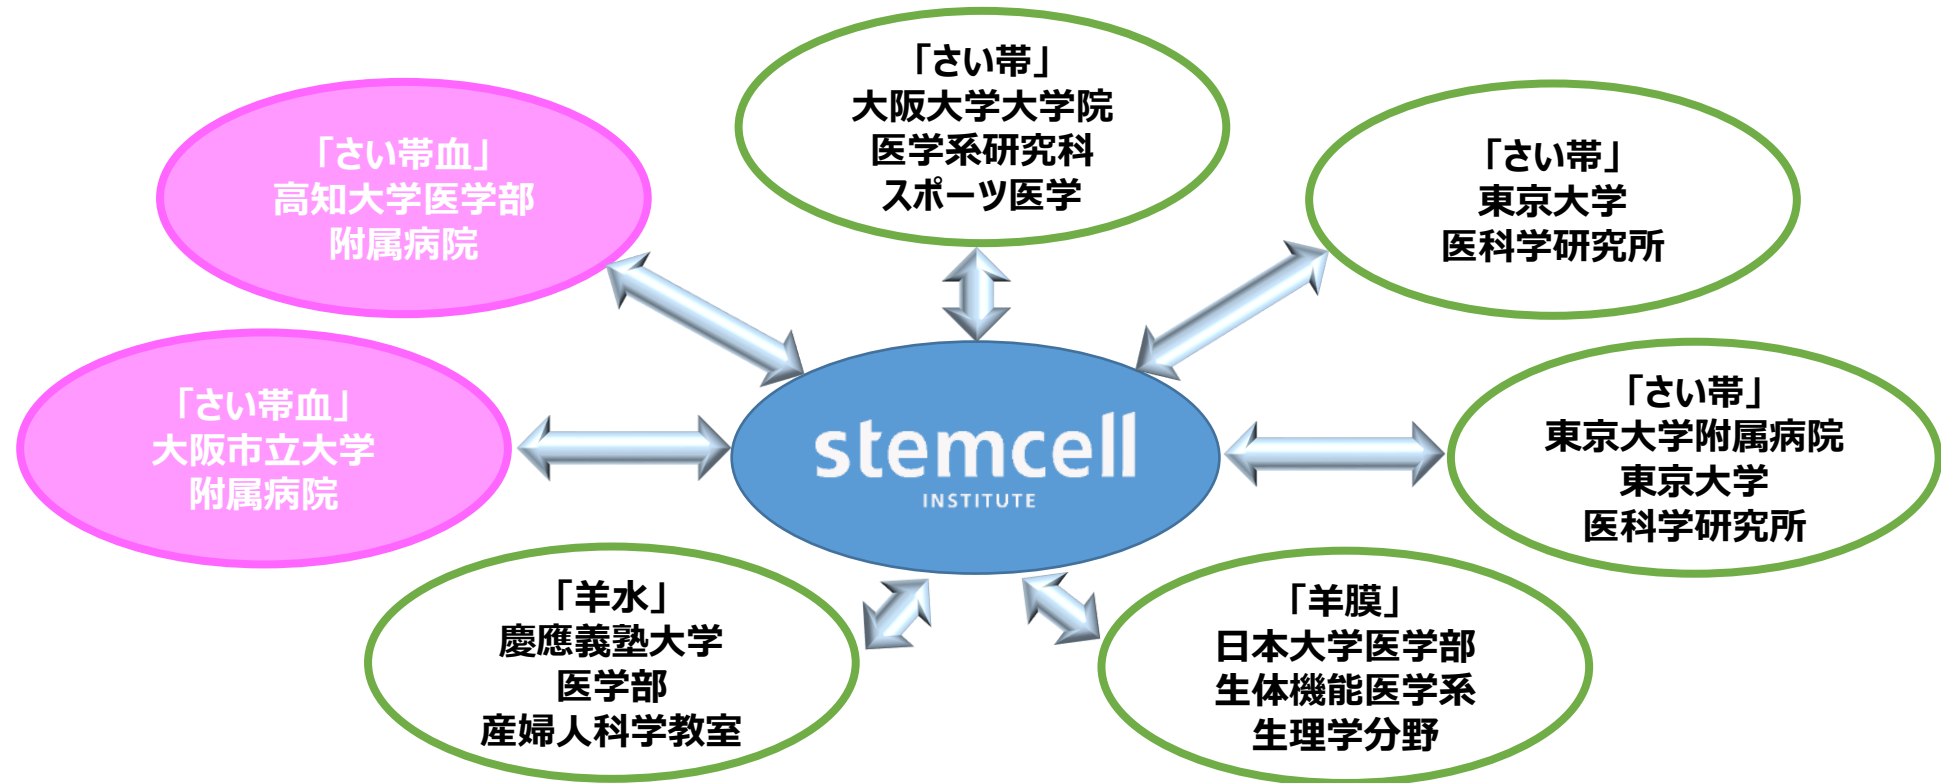 「さい帯」
大阪大学大学院
医学系研究科
スポーツ医学
「さい帯血」
高知大学医学部
附属病院
「さい帯」
東京大学
医科学研究所
「さい帯血」
大阪市立大学
附属病院
stemcell
INSTITUTE
「さい帯」
東京大学附属病院
東京大学
医科学研究所
「羊水」
慶應義塾大学
医学部
産婦人科学教室
「羊膜」
日本大学医学部
生体機能医学系
生理学分野